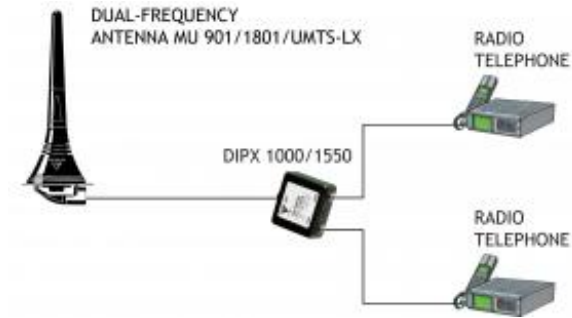 DUAL-FREQUENCY
ANTENNA MU 901/1801/UMTS-LX
RADIO
TELEPHONE
DIPX 1000/1550
RADIO
TELEPHONE